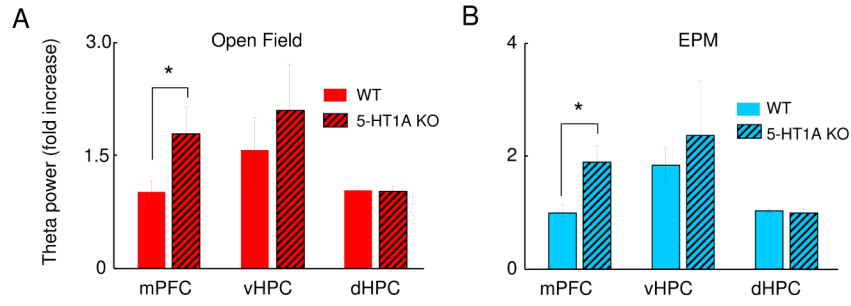 A
Open Field
Theta power (fold increase)
3.0
1.5
0
*
WT
5-HT1A KO
mPFC
vHPC
dHPC
B
EPM
4
2
0
*
WT
5-HT1A KO
mPFC
vHPC
dHPC